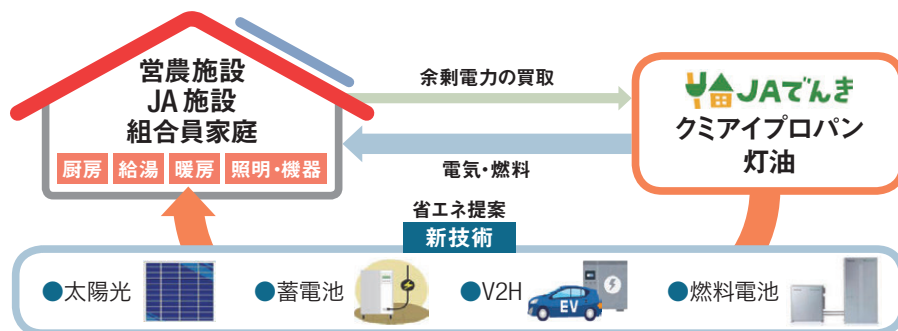 営農施設
JA施設
組合員家庭
厨房 給湯 暖房 照明・機器
余剰電力の買取
電気・燃料
JAでんき
クミアイプロパン
灯油
省エネ提案
新技術
●太陽光
●蓄電池
●V2H
EV
●燃料電池